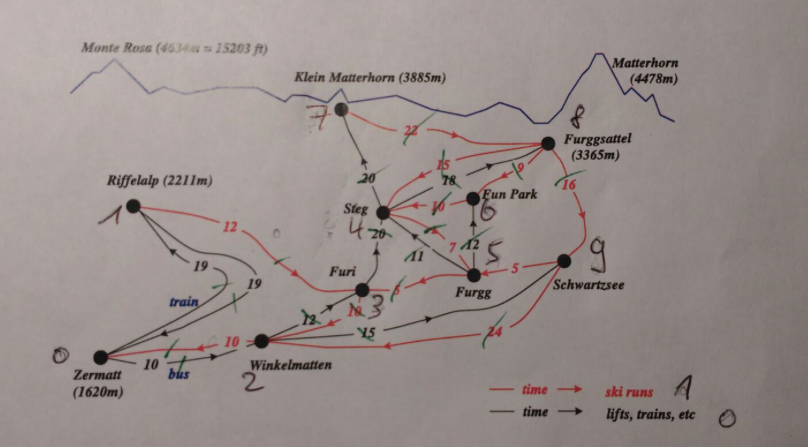 Monte Rosa (4634m = 15203 ft)
Matterhorn
(4478m)
Klein Matterhorn (3885m)
7
22
8
Furggsattel
(3365m)
15
9
18
16
20
Riffelalp (2211m)
Fun Park
10
6
1
Steg
4
12
20
7
12
5
11
9
19
Furi
5
Schwartzsee
19
3
Furgg
train
10
12
15
24
0
10
Winkelmatten
Zermatt
10
bus
2
(1620m)
time
ski runs
1
time
lifts, trains, etc
0